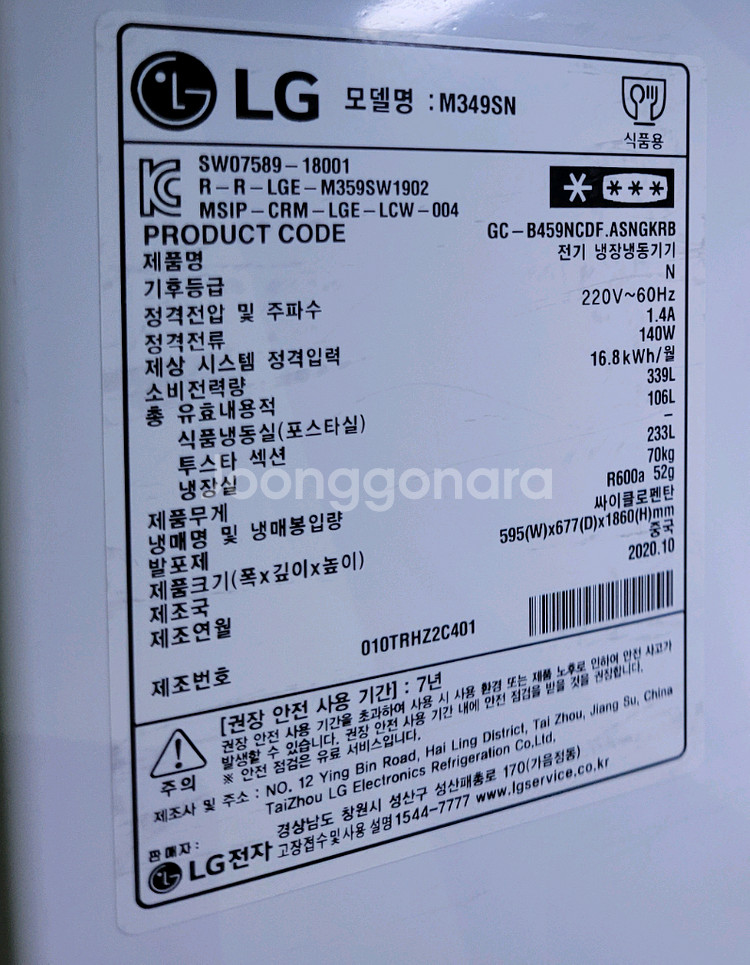 LG 모델명 : M349SN
식품용
SW07589-18001
R-R-LGE-M359SW1902
MSIP-CRM-LGE-LCW-004
PRODUCT CODE GC-B459NCDF.ASNGKRB
제품명 전기 냉장냉동기기
기후등급 N
정격전압 및 주파수 220V~60Hz
정격전류 1.4A
제상 시스템 정격입력 140W
소비전력량 16.8kWh/월
총 유효내용적 339L
식품냉동실(포스타실) 106L
투스타 섹션 -
냉장실 233L
제품무게 70kg
냉매명 및 냉매봉입량 R600a 52g
발포제 싸이클로펜탄
제품크기(폭x깊이x높이) 595(W)x677(D)x1860(H)mm
제조국 중국
제조연월 2020.10
제조번호 010TRHZ2C401
Joonggonara
[권장 안전 사용 기간] : 7년
권장 안전 사용 기간을 초과하여 사용 시 사용 환경 또는 제품 노후로 인하여 안전 사고가
발생할 수 있습니다. 권장 안전 사용 기간 내에 안전 점검을 받을 것을 권장합니다.
※ 안전 점검은 유료 서비스입니다.
주의
제조사 및 주소 : NO. 12 Ying Bin Road, Hai Ling District, Tai Zhou, Jiang Su, China
TaiZhou LG Electronics Refrigeration Co.Ltd.
판매자 :
경상남도 창원시 성산구 성산패총로 170(가음정동)
LG전자 고장접수및사용 설명1544-7777 www.lgservice.co.kr